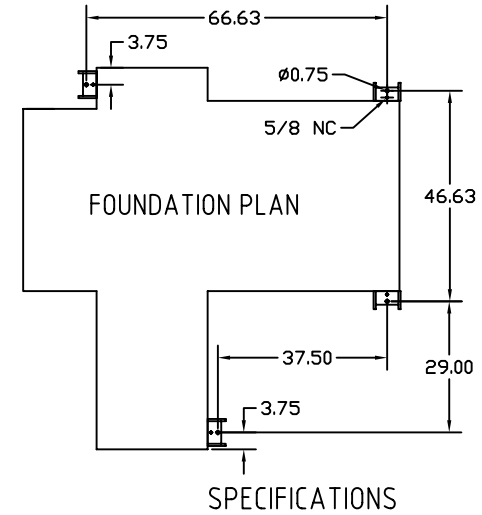 66.63
3.75
Ø0.75
5/8 NC
FOUNDATION PLAN
46.63
37.50
29.00
3.75
SPECIFICATIONS